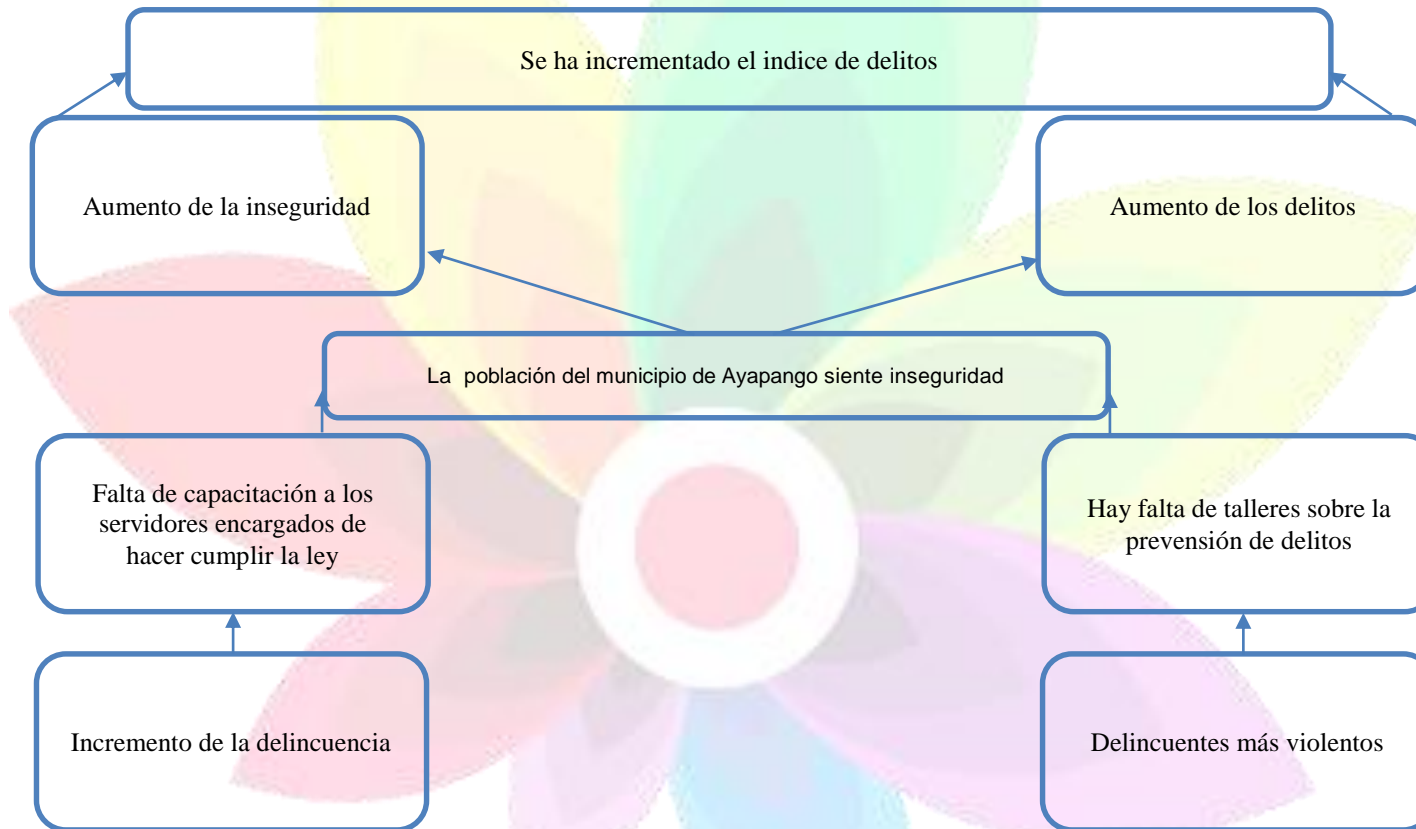 Se ha incrementado el indice de delitos
Aumento de la inseguridad
Aumento de los delitos
La población del municipio de Ayapango siente inseguridad
Falta de capacitación a los
servidores encargados de
hacer cumplir la ley
Hay falta de talleres sobre la
prevensión de delitos
Incremento de la delincuencia
Delincuentes más violentos